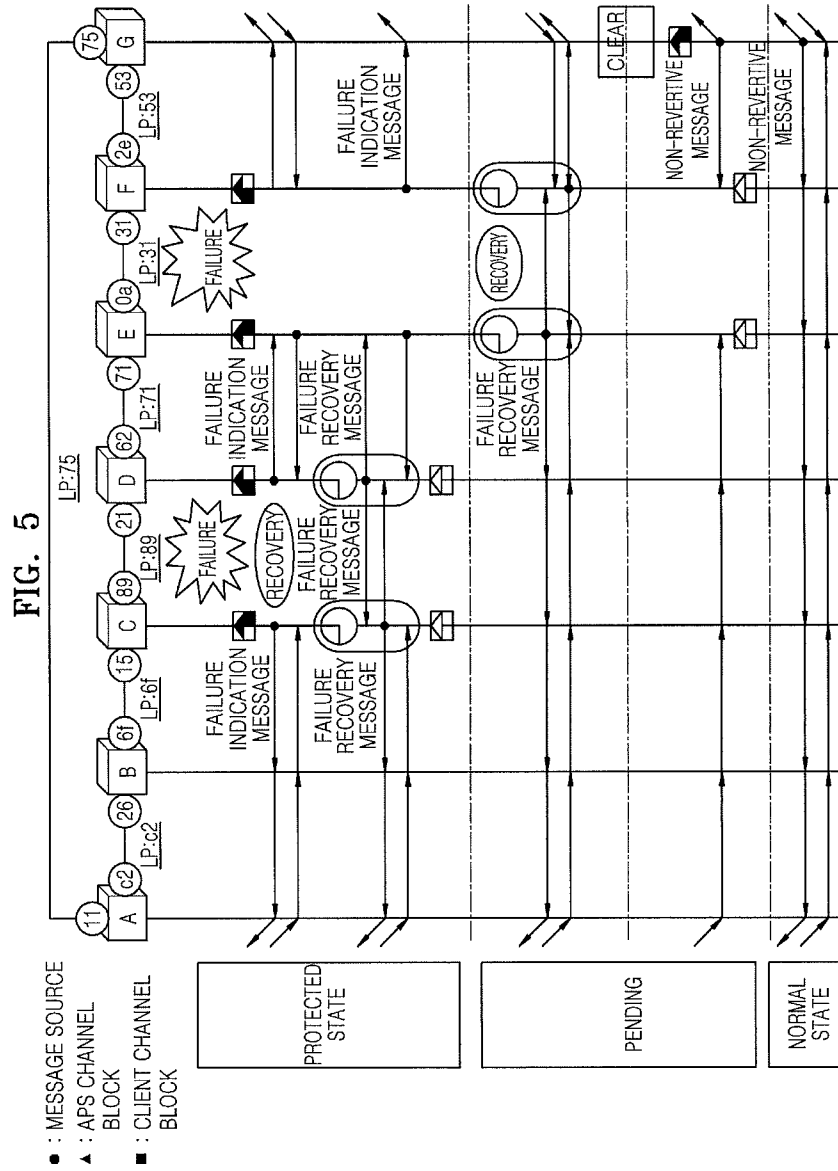 FIG. 5
● : MESSAGE SOURCE
▲ : APS CHANNEL
BLOCK
■ : CLIENT CHANNEL
BLOCK
LP:75
11
A
c2
LP:c2
26
B
6f
LP:6f
15
C
89
LP:89
21
D
62
LP:71
71
E
0a
LP:31
31
F
2e
LP:53
53
G
75
PROTECTED
STATE
FAILURE
FAILURE
FAILURE
INDICATION
MESSAGE
RECOVERY
FAILURE
INDICATION
MESSAGE
FAILURE
RECOVERY
MESSAGE
FAILURE
RECOVERY
MESSAGE
FAILURE
RECOVERY
MESSAGE
FAILURE
INDICATION
MESSAGE
PENDING
FAILURE
RECOVERY
MESSAGE
RECOVERY
CLEAR
NON-REVERTIVE
MESSAGE
NORMAL
STATE
NON-REVERTIVE
MESSAGE